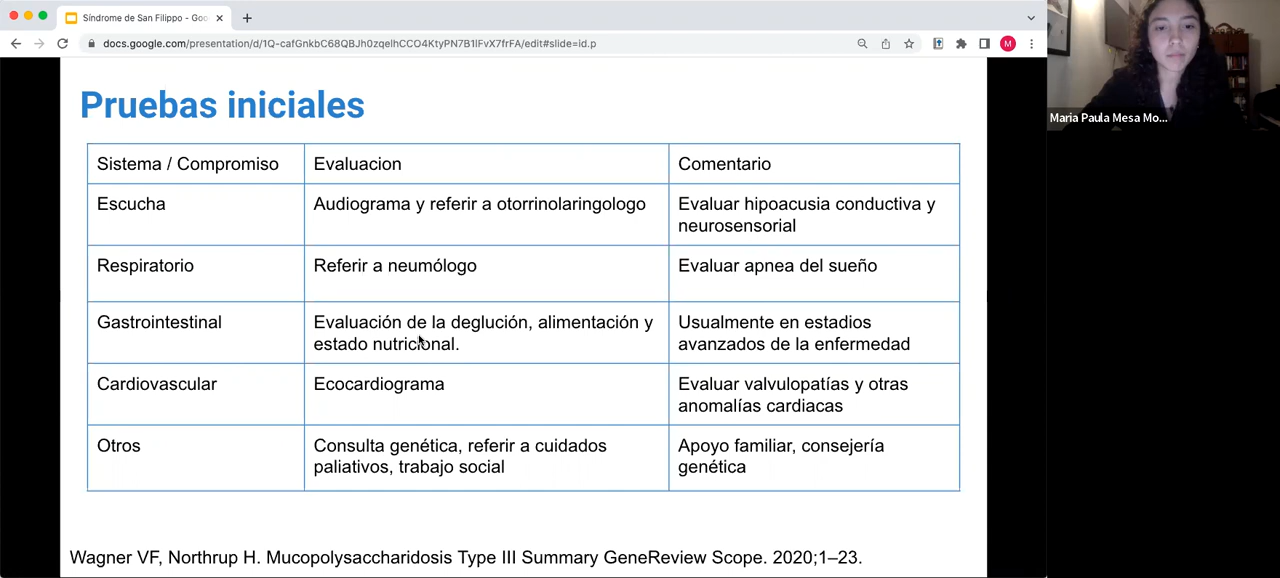 Síndrome de San Filippo - Goo
docs.google.com/presentation/d/1Q-cafGnkbC68QBJh0zqelhCCO4KtyPN7B1lFvX7frFA/edit#slide=id.p
M
Maria Paula Mesa Mo...
Pruebas iniciales
Sistema / Compromiso Evaluacion Comentario
Escucha Audiograma y referir a otorrinolaringologo Evaluar hipoacusia conductiva y
neurosensorial
Respiratorio Referir a neumólogo Evaluar apnea del sueño
Gastrointestinal Evaluación de la deglución, alimentación y Usualmente en estadios
estado nutricional. avanzados de la enfermedad
Cardiovascular Ecocardiograma Evaluar valvulopatías y otras
anomalías cardiacas
Otros Consulta genética, referir a cuidados Apoyo familiar, consejería
paliativos, trabajo social genética
Wagner VF, Northrup H. Mucopolysaccharidosis Type III Summary GeneReview Scope. 2020;1–23.